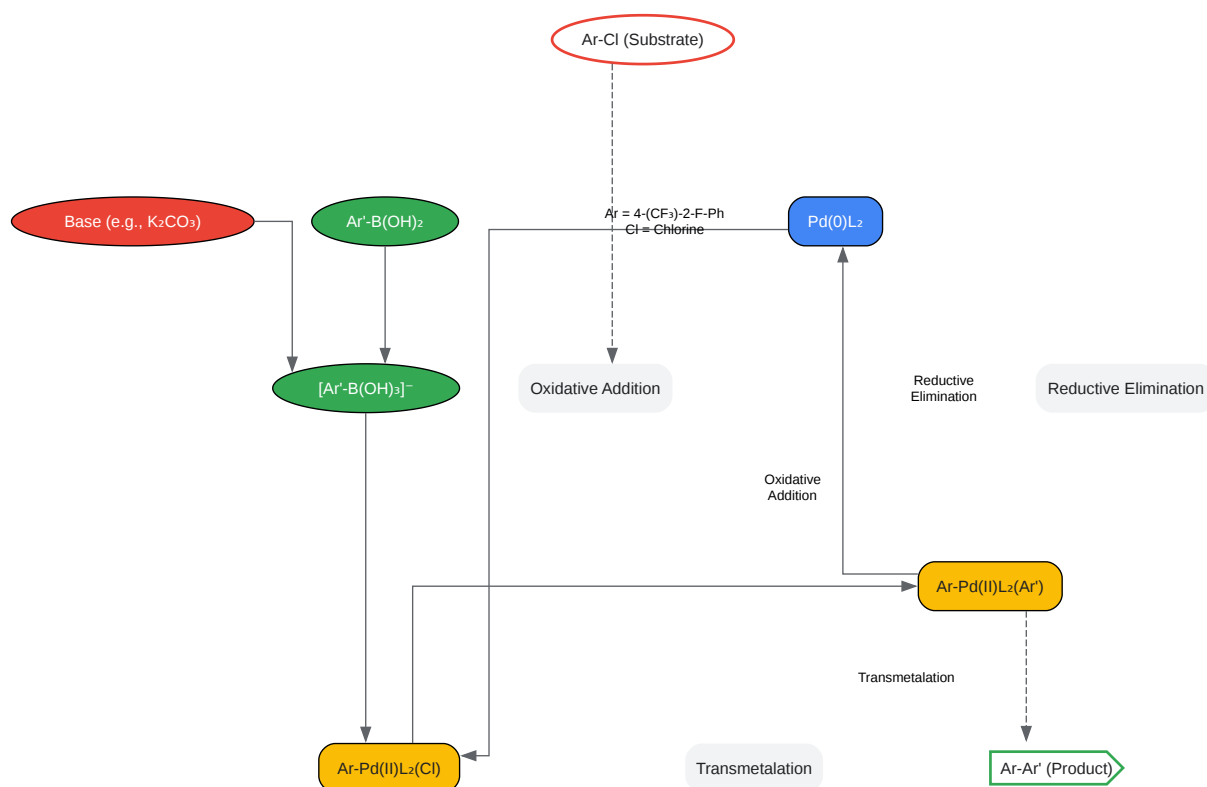 Ar-Cl (Substrate)
Base (e.g., K₂CO₃)
Ar'-B(OH)₂
Ar = 4-(CF₃)-2-F-Ph
Cl = Chlorine
Pd(0)L₂
[Ar'-B(OH)₃]⁻
Oxidative Addition
Reductive
Elimination
Reductive Elimination
Oxidative
Addition
Ar-Pd(II)L₂(Ar')
Transmetalation
Ar-Pd(II)L₂(Cl)
Transmetalation
Ar-Ar' (Product)